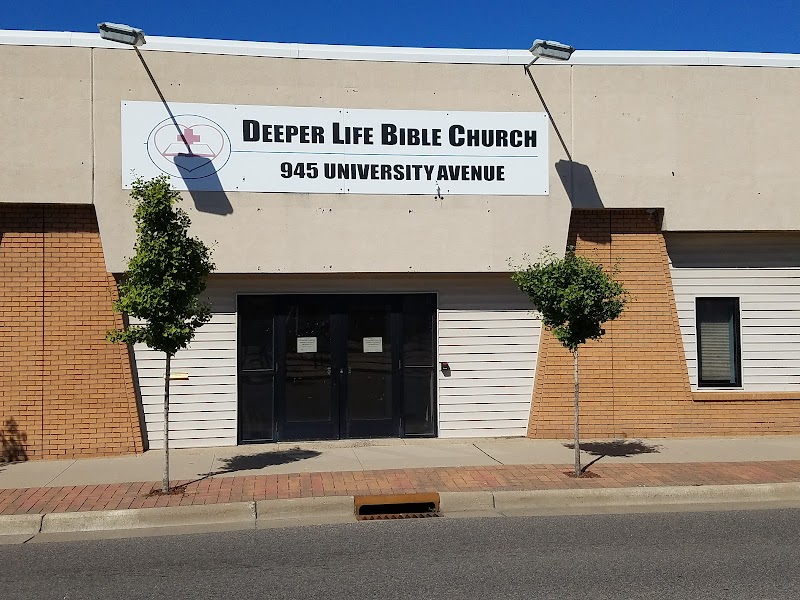 DEEPER LIFE BIBLE CHURCH
945 UNIVERSITY AVENUE